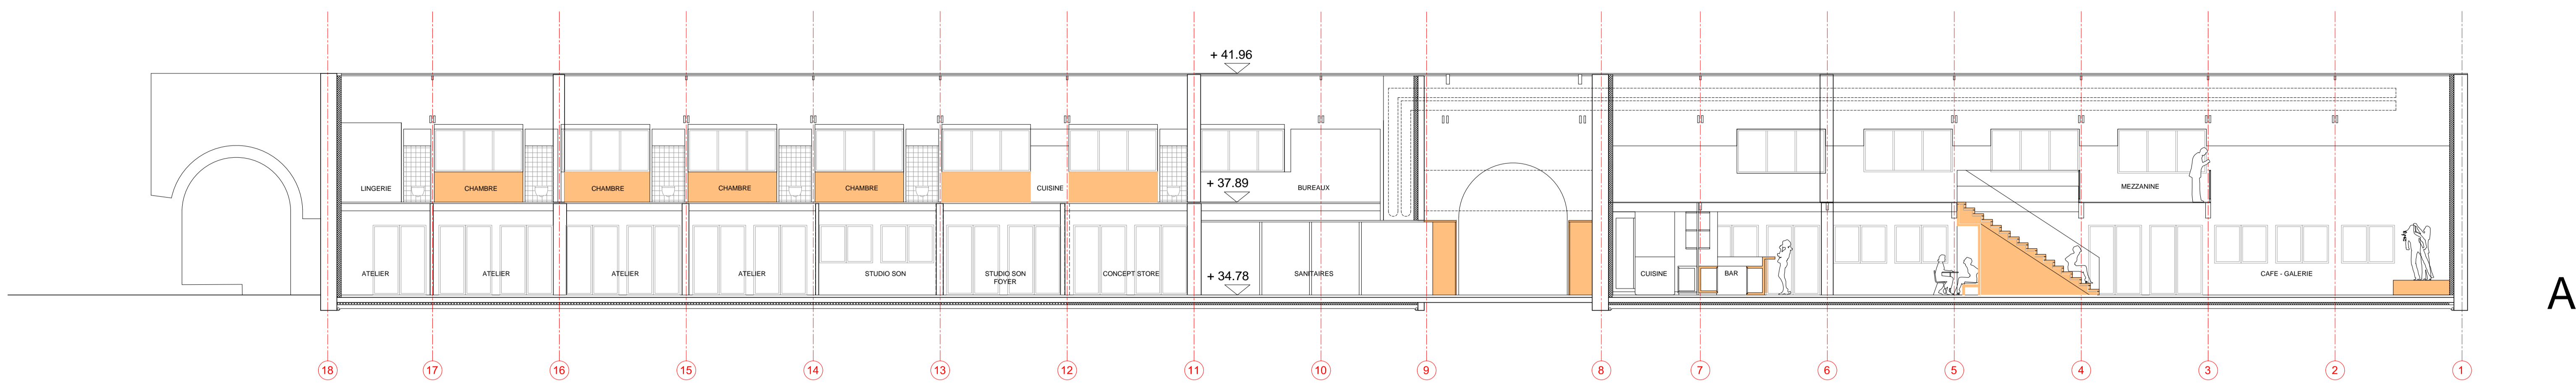 + 41.96
LINGERIE
CHAMBRE
CHAMBRE
CHAMBRE
CHAMBRE
CUISINE
+ 37.89
BUREAUX
MEZZANINE
ATELIER
ATELIER
ATELIER
ATELIER
STUDIO SON
STUDIO SON
FOYER
CONCEPT STORE
+ 34.78
SANITAIRES
CUISINE
BAR
CAFE - GALERIE
A
18
17
16
15
14
13
12
11
10
9
8
7
6
5
4
3
2
1